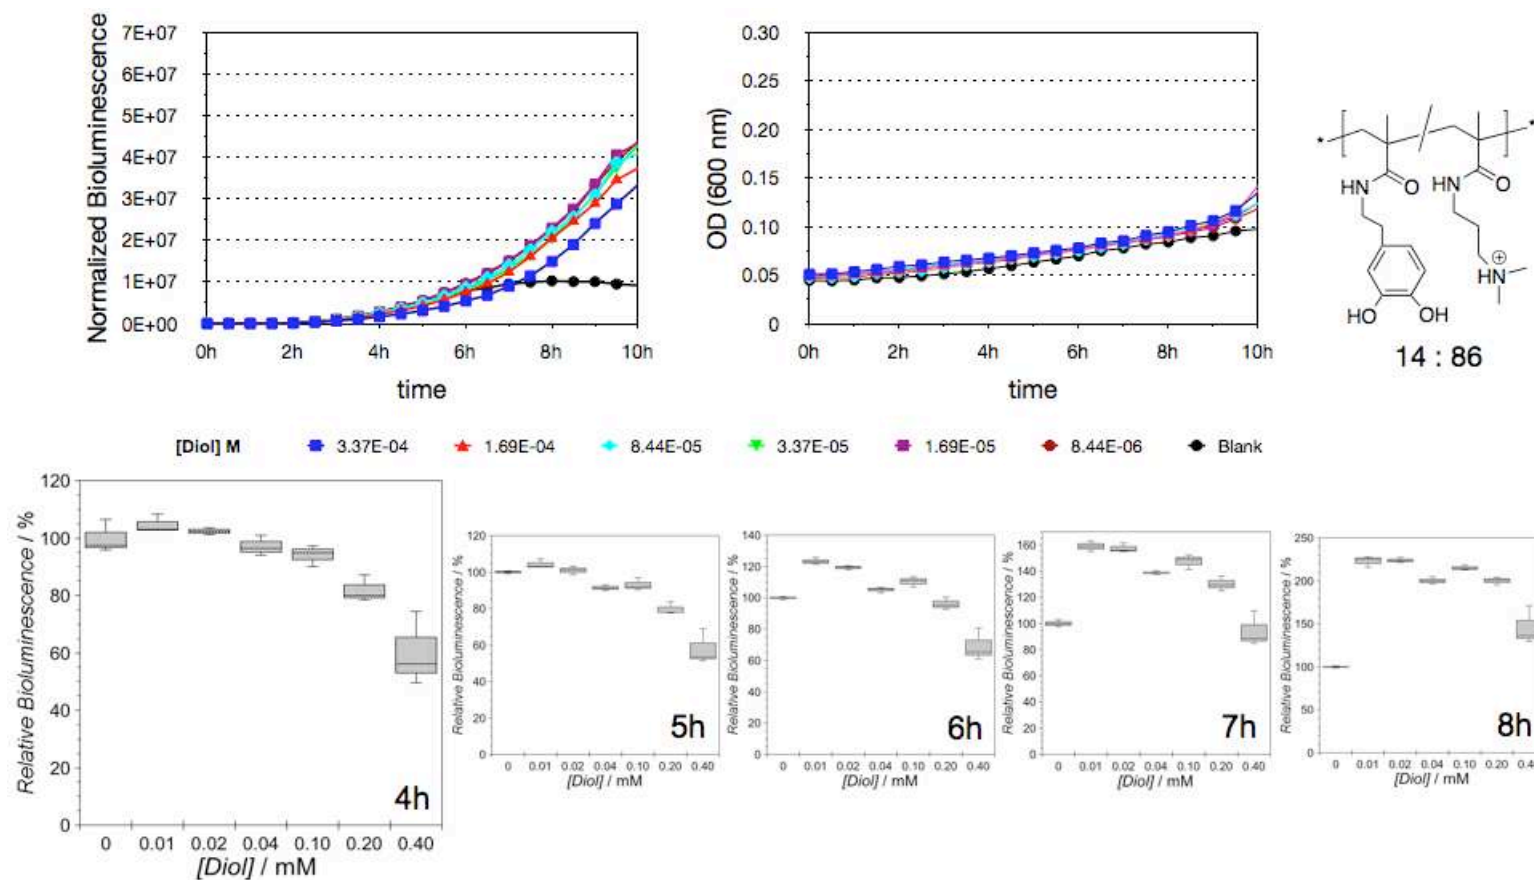 Normalized Bioluminescence
7E+07
6E+07
5E+07
4E+07
3E+07
2E+07
1E+07
0E+00
0h 2h 4h 6h 8h 10h
time
OD (600 nm)
0.30
0.25
0.20
0.15
0.10
0.05
0
0h 2h 4h 6h 8h 10h
time
* *
HN O HN O
HO OH
HN
+
14 : 86
[Diol] M 3.37E-04 1.69E-04 8.44E-05 3.37E-05 1.69E-05 8.44E-06 Blank
Relative Bioluminescence / %
120
100
80
60
40
20
0
4h
0 0.01 0.02 0.04 0.10 0.20 0.40
[Diol] / mM
Relative Bioluminescence / %
120
100
80
60
40
20
0
5h
0 0.01 0.02 0.04 0.10 0.20 0.40
[Diol] / mM
Relative Bioluminescence / %
140
120
100
80
60
40
20
0
6h
0 0.01 0.02 0.04 0.10 0.20 0.40
[Diol] / mM
Relative Bioluminescence / %
160
140
120
100
80
60
40
20
0
7h
0 0.01 0.02 0.04 0.10 0.20 0.40
[Diol] / mM
Relative Bioluminescence / %
250
200
150
100
50
0
8h
0 0.01 0.02 0.04 0.10 0.20
[Diol] / mM